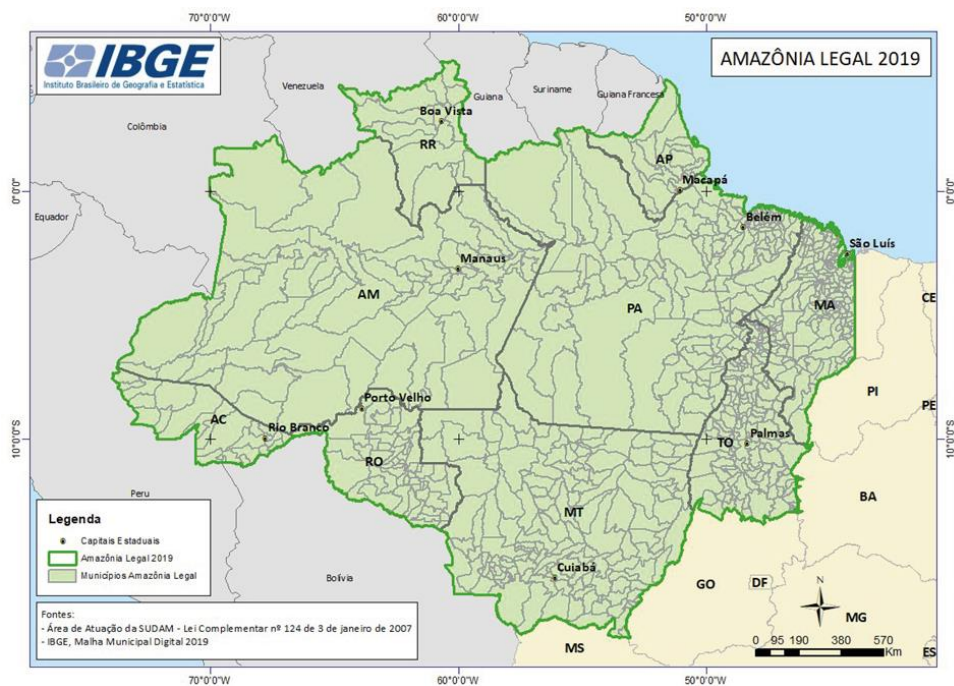 70°0'0"O 60°0'0"O 50°0'0"O
IBGE
Instituto Brasileiro de Geografia e Estatística
AMAZÔNIA LEGAL 2019
Venezuela
Guiana
Suriname
Guiana Francesa
Colômbia
Boa Vista
RR
AP
Macapá
0°0'0" 0°0'0"
Equador
Belém
São Luís
Manaus
AM
PA
MA
CE
PI
PE
Porto Velho
AC
Rio Branco
RO
TO
Palmas
10°0'0"S 10°0'0"S
BA
Peru
MT
Cuiabá
Bolívia
GO
DF
MG
MS
ES
Legenda
Capitais Estaduais
Amazônia Legal 2019
Municípios Amazônia Legal
Fontes:
- Área de Atuação da SUDAM - Lei Complementar nº 124 de 3 de janeiro de 2007
- IBGE, Malha Municipal Digital 2019
N
0 95 190 380 570
Km
70°0'0"O 60°0'0"O 50°0'0"O